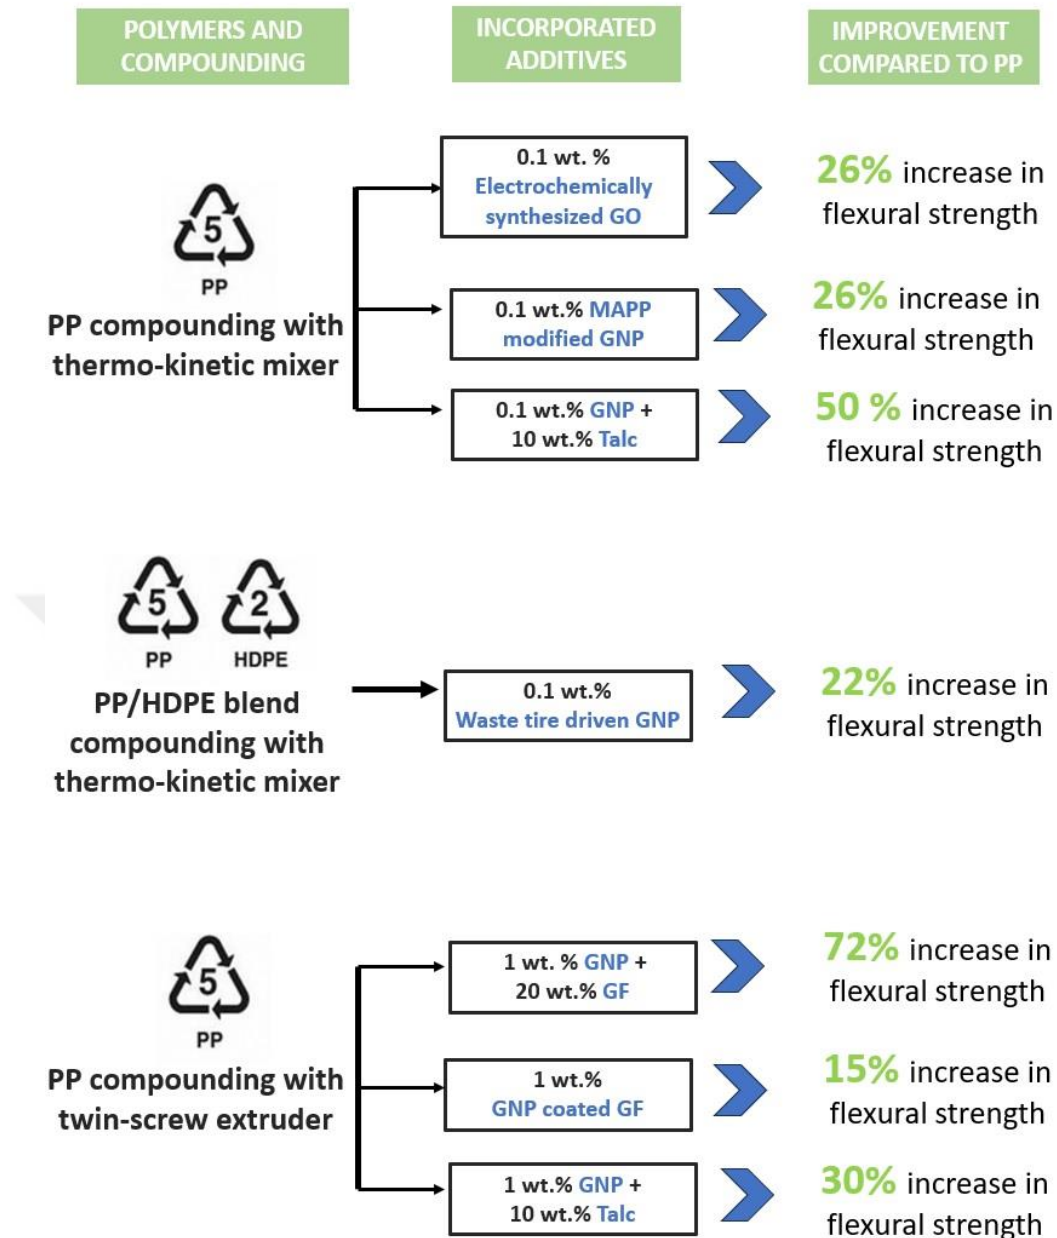 POLYMERS AND
COMPOUNDING
INCORPORATED
ADDITIVES
IMPROVEMENT
COMPARED TO PP
5
PP
PP compounding with
thermo-kinetic mixer
0.1 wt. %
Electrochemically
synthesized GO
26% increase in
flexural strength
0.1 wt.% MAPP
modified GNP
26% increase in
flexural strength
0.1 wt.% GNP +
10 wt.% Talc
50 % increase in
flexural strength
5
PP
2
HDPE
PP/HDPE blend
compounding with
thermo-kinetic mixer
0.1 wt.%
Waste tire driven GNP
22% increase in
flexural strength
5
PP
PP compounding with
twin-screw extruder
1 wt. % GNP +
20 wt.% GF
72% increase in
flexural strength
1 wt.%
GNP coated GF
15% increase in
flexural strength
1 wt.% GNP +
10 wt.% Talc
30% increase in
flexural strength